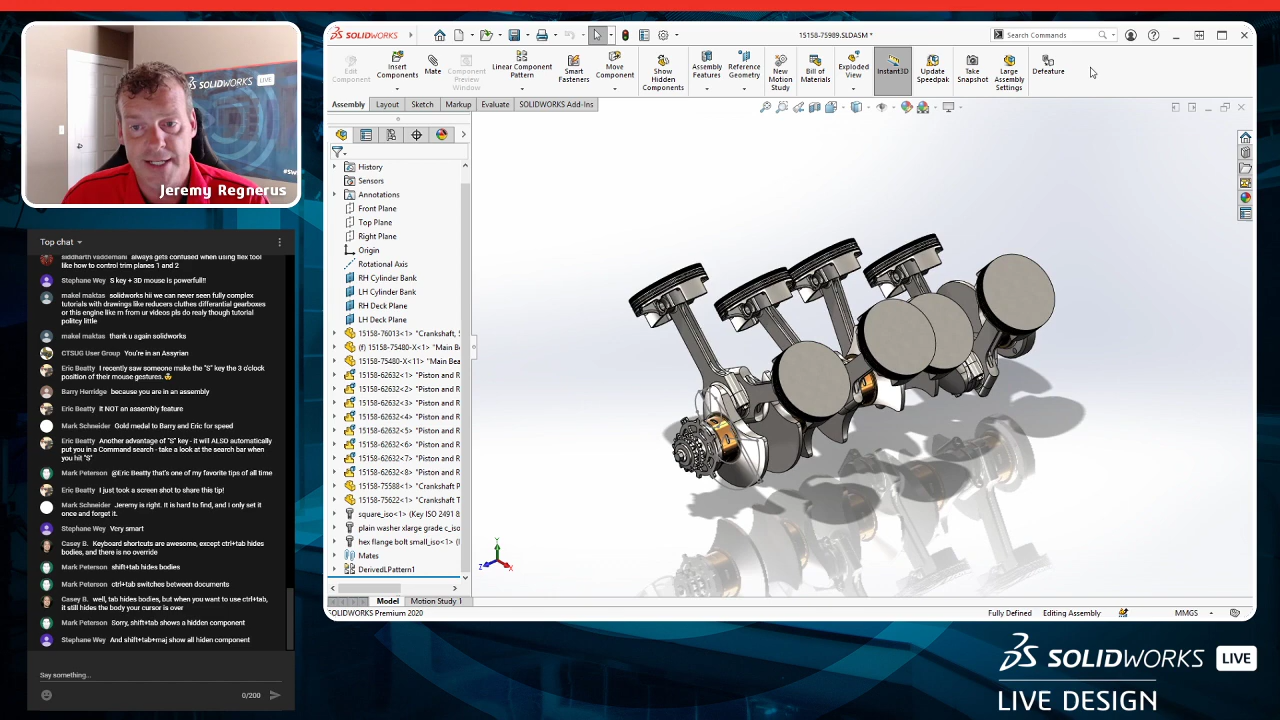 SOLIDWORKS LIVE
#SW
Jeremy Regnerus
Top chat
siddharth vaddemani always gets confused when using flex tool
like how to control trim planes 1 and 2
Stephane Wey S key + 3D mouse is powerfull!!
makel maktas solidworks hii we can never seen fully complex
tutorials with drawings like reducers clothes differential gearboxes
or this engine like m from ur videos pls do realy though tutorial
politcy little
makel maktas thank u again solidworks
CTSUG User Group You're in an Assyrian
Eric Beatty I recently saw someone make the "S" key the 3 o'clock
position of their mouse gestures.
Barry Herridge because you are in an assembly
Eric Beatty it NOT an assembly feature
Mark Schneider Gold medal to Barry and Eric for speed
Eric Beatty Another advantage of "S" key - it will ALSO automatically
put you in a Command search - take a look at the search bar when
you hit "S"
Mark Peterson @Eric Beatty that's one of my favorite tips of all time
Eric Beatty I just took a screen shot to share this tip!
Mark Schneider Jeremy is right. It is hard to find, and I only set it
once and forget it.
Stephane Wey Very smart
Casey B. Keyboard shortcuts are awesome, except ctrl+tab hides
bodies, and there is no override
Mark Peterson shift+tab hides bodies
Mark Peterson ctrl+tab switches between documents
Casey B. well, tab hides bodies, but when you want to use ctrl+tab,
it still hides the body your cursor is over
Mark Peterson Sorry, shift+tab shows a hidden component
Stephane Wey And shift+tab+maj show all hiden component
Say something...
0/200
SOLIDWORKS
15158-75989.SLDASM *
Search Commands
Edit Component
Insert Components
Mate
Component Preview Window
Linear Component Pattern
Smart Fasteners
Move Component
Show Hidden Components
Assembly Features
Reference Geometry
New Motion Study
Bill of Materials
Exploded View
Instant3D
Update Speedpak
Take Snapshot
Large Assembly Settings
Defeature
Assembly Layout Sketch Markup Evaluate SOLIDWORKS Add-Ins
History
Sensors
Annotations
Front Plane
Top Plane
Right Plane
Origin
Rotational Axis
RH Cylinder Bank
LH Cylinder Bank
RH Deck Plane
LH Deck Plane
15158-76013<1> "Crankshaft,
(f) 15158-75480-X<1> "Main B
15158-75480-X<11> "Main Be
15158-62632<1> "Piston and R
15158-62632<2> "Piston and R
15158-62632<3> "Piston and R
15158-62632<4> "Piston and R
15158-62632<5> "Piston and R
15158-62632<6> "Piston and R
15158-62632<7> "Piston and R
15158-62632<8> "Piston and R
15158-75588<1> "Crankshaft P
15158-75622<1> "Crankshaft T
square_iso<1> (Key ISO 2491
plain washer xlarge grade c_iso
hex flange bolt small_iso<1>
Mates
DerivedLPattern1
Y
Z
X
Model Motion Study 1
SOLIDWORKS Premium 2020
Fully Defined Editing Assembly MMGS
SOLIDWORKS LIVE
LIVE DESIGN